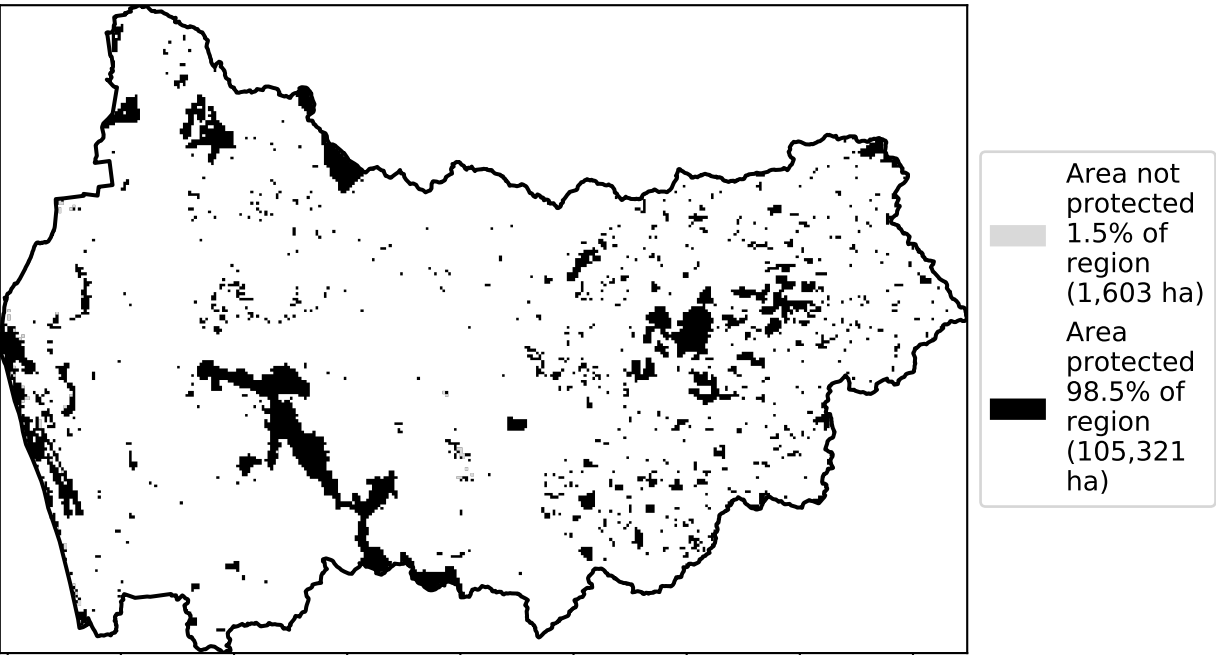 Area not
protected
1.5% of
region
(1,603 ha)
Area
protected
98.5% of
region
(105,321
ha)